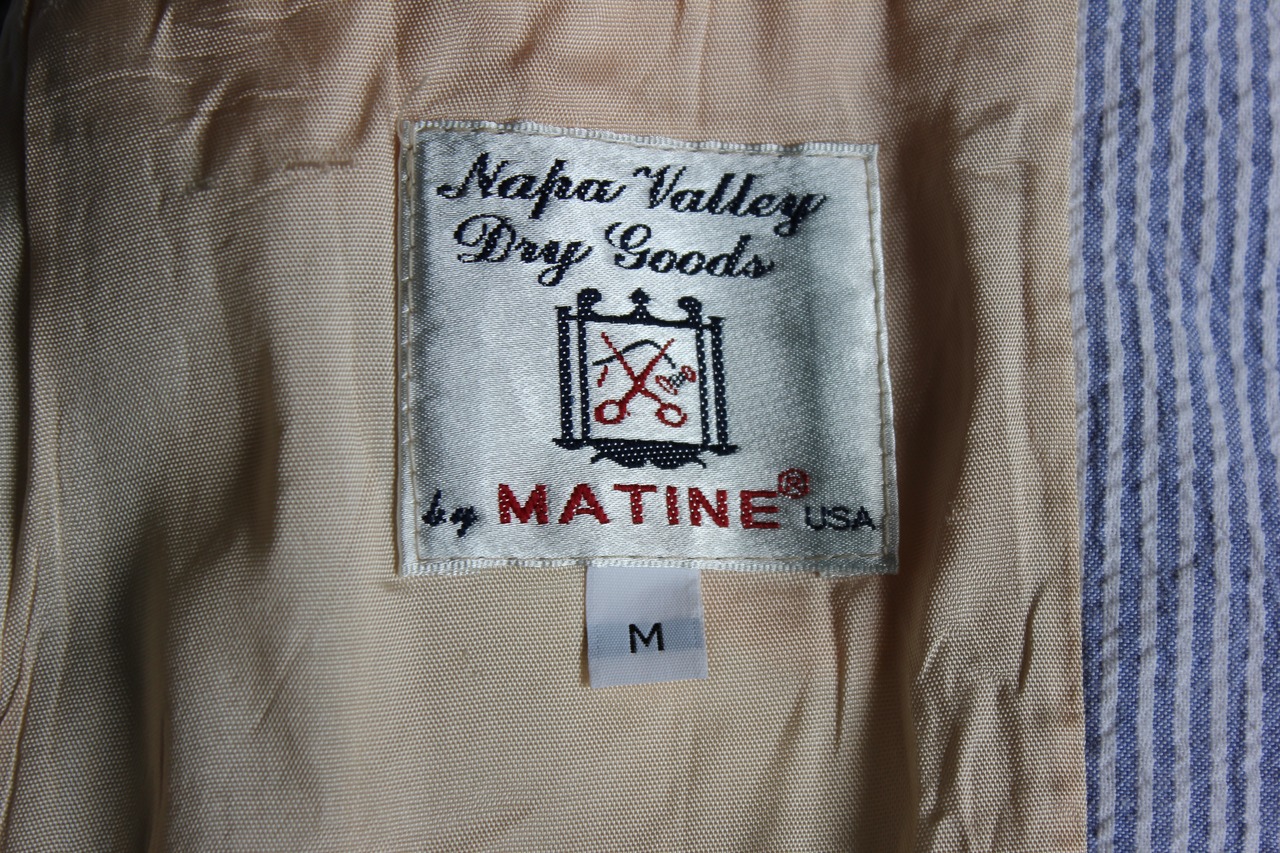 Napa Valley
Dry Goods
by MATINE® USA
M